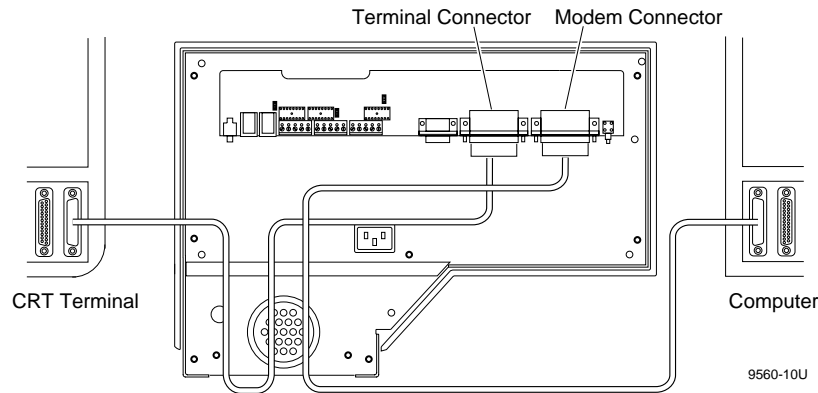 Terminal Connector
Modem Connector
CRT Terminal
Computer
9560-10U